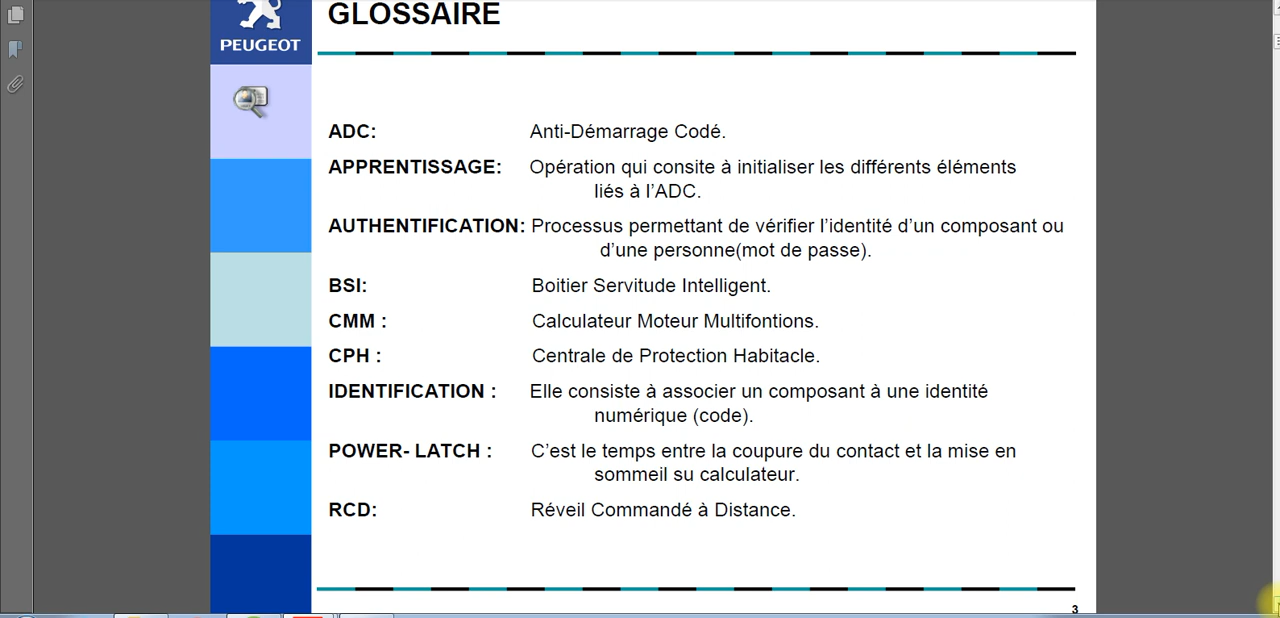 GLOSSAIRE
PEUGEOT
ADC: Anti-Démarrage Codé.
APPRENTISSAGE: Opération qui consite à initialiser les différents éléments
liés à l'ADC.
AUTHENTIFICATION: Processus permettant de vérifier l'identité d'un composant ou
d'une personne(mot de passe).
BSI: Boitier Servitude Intelligent.
CMM : Calculateur Moteur Multifontions.
CPH : Centrale de Protection Habitacle.
IDENTIFICATION : Elle consiste à associer un composant à une identité
numérique (code).
POWER- LATCH : C'est le temps entre la coupure du contact et la mise en
sommeil su calculateur.
RCD: Réveil Commandé à Distance.
3